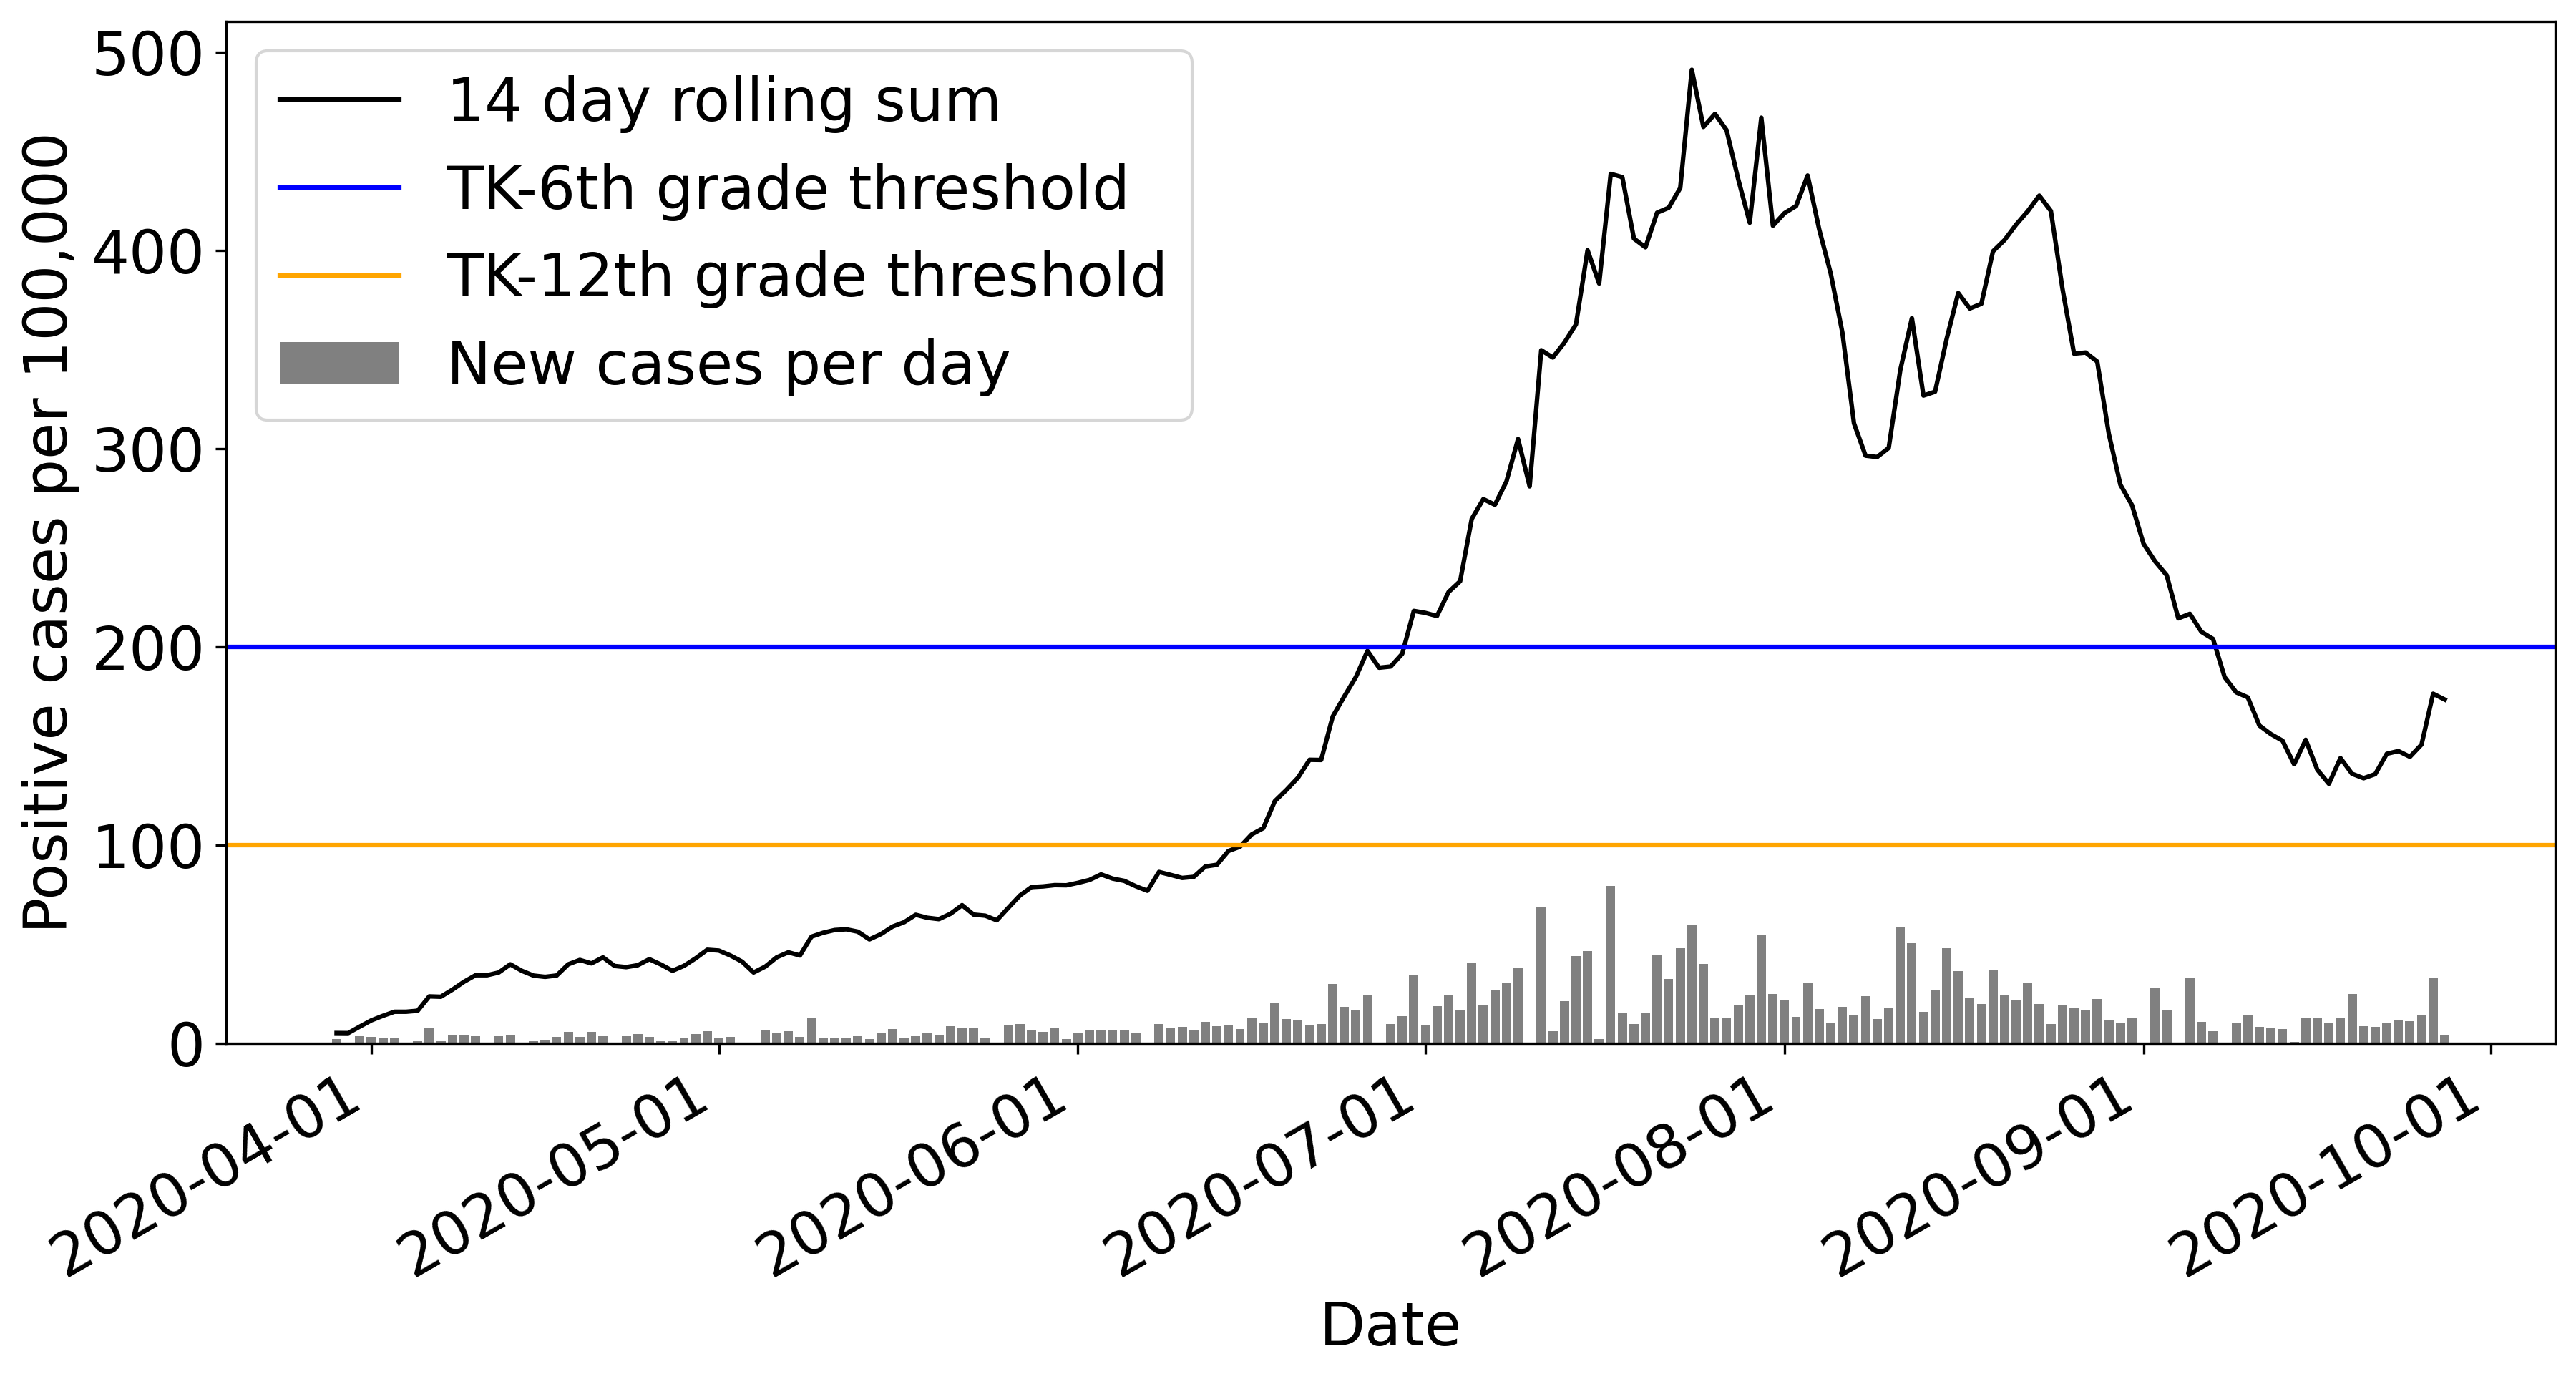 500
400
300
200
100
0
Positive cases per 100,000
14 day rolling sum
TK-6th grade threshold
TK-12th grade threshold
New cases per day
2020-04-01
2020-05-01
2020-06-01
2020-07-01
2020-08-01
2020-09-01
2020-10-01
Date